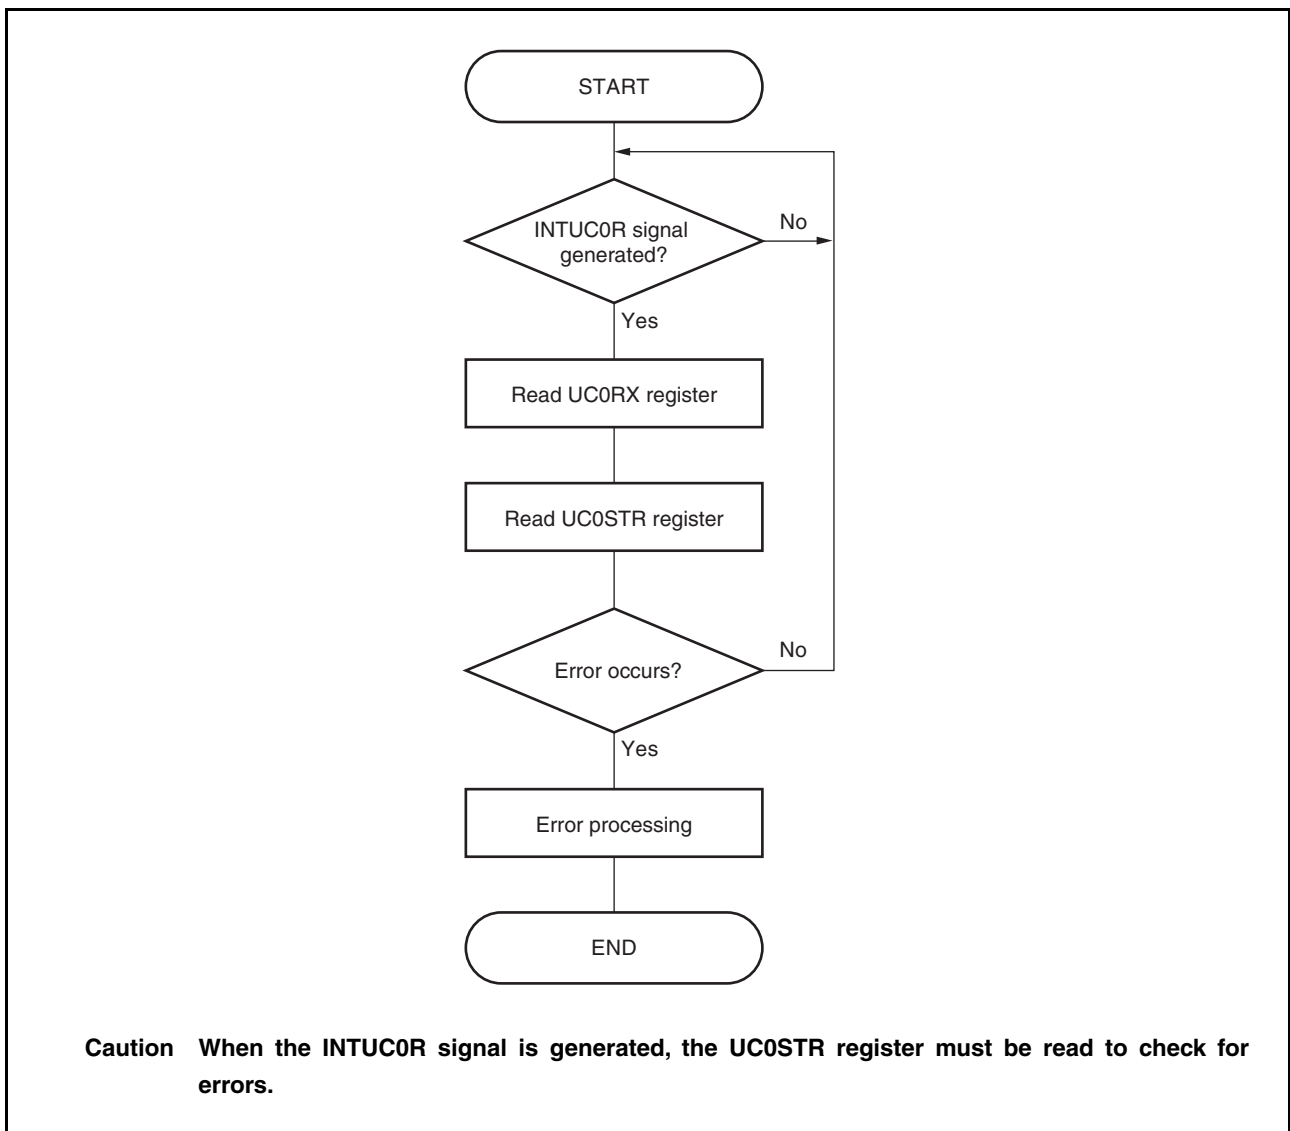 START
INTUC0R signal
generated?
No
Yes
Read UC0RX register
Read UC0STR register
Error occurs?
No
Yes
Error processing
END
Caution When the INTUC0R signal is generated, the UC0STR register must be read to check for
errors.